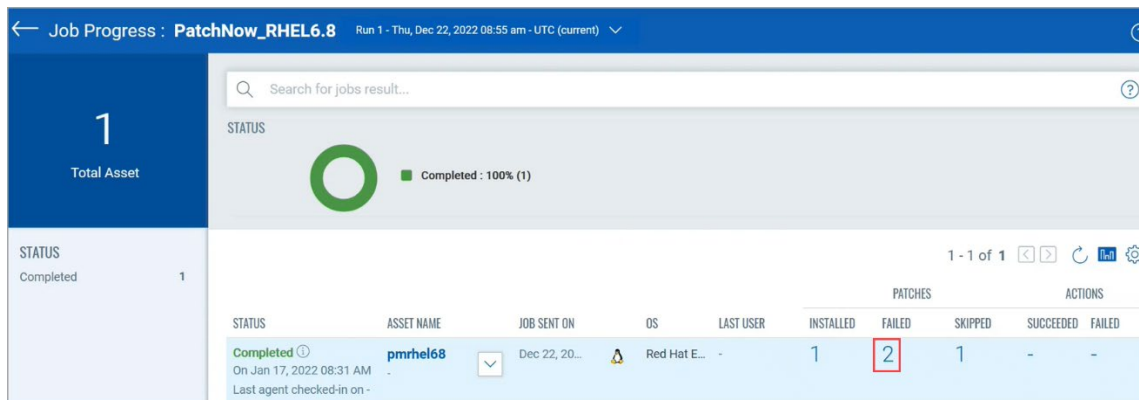 Job Progress : PatchNow_RHEL6.8 Run 1 - Thu, Dec 22, 2022 08:55 am - UTC (current)
1
Total Asset
Search for jobs result...
STATUS
Completed : 100% (1)
STATUS
Completed 1
1 - 1 of 1
PATCHES ACTIONS
STATUS ASSET NAME JOB SENT ON OS LAST USER INSTALLED FAILED SKIPPED SUCCEEDED FAILED
Completed pmrhel68 Dec 22, 20... Red Hat E... - 1 2 1 - -
On Jan 17, 2022 08:31 AM -
Last agent checked-in on -